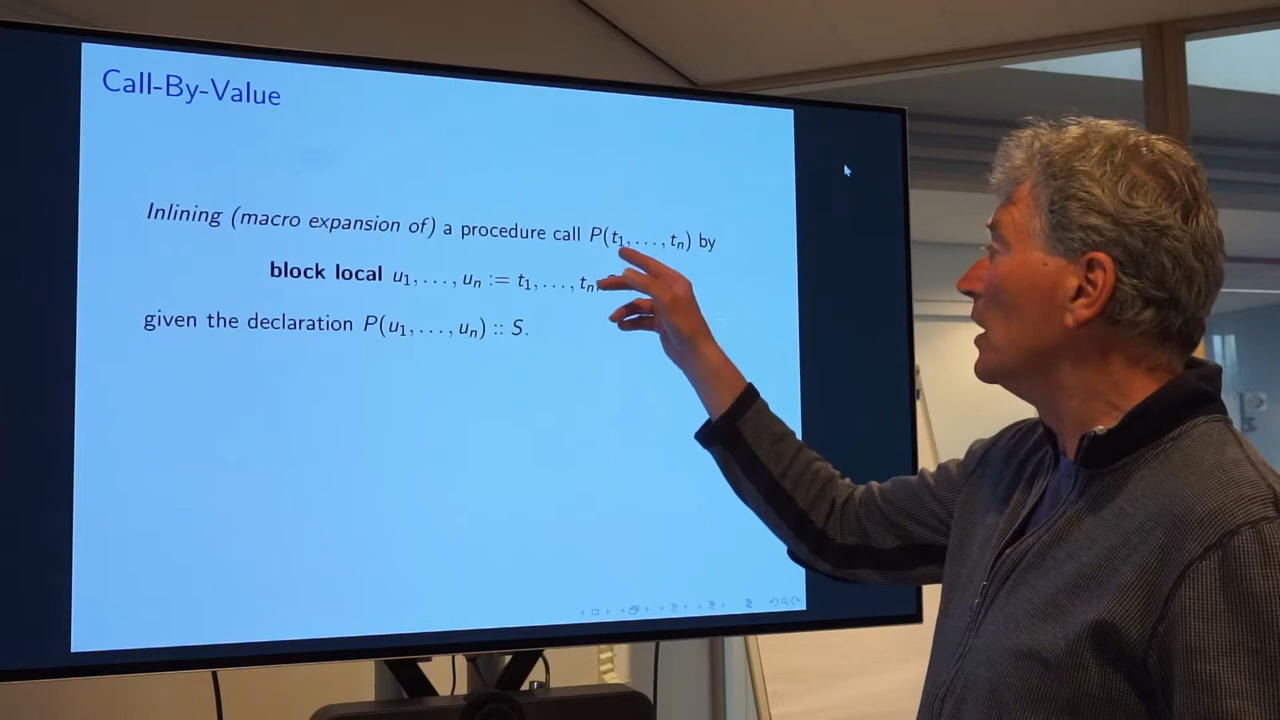 Call-By-Value
Inlining (macro expansion of) a procedure call P(t₁, . . . , tₙ) by
block local u₁, . . . , uₙ := t₁, . . . , tₙ
given the declaration P(u₁, . . . , uₙ) :: S.